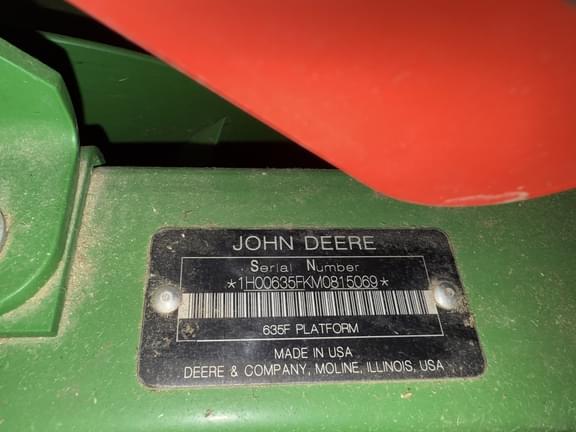 JOHN DEERE
Serial Number
*1H00635FKM0815069*
635F PLATFORM
MADE IN USA
DEERE & COMPANY, MOLINE, ILLINOIS, USA